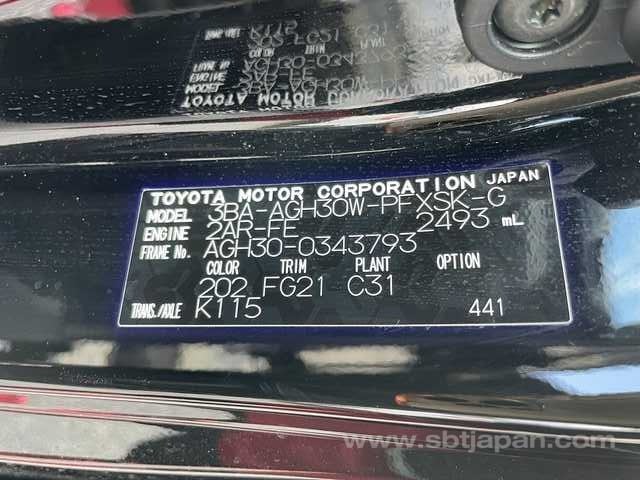 TOYOTA MOTOR CORPORATION JAPAN
MODEL 3BA-AGH30W-PFXSK-G
ENGINE 2AR-FE 2493 mL
FRAME No. AGH30-0343793
COLOR TRIM PLANT OPTION
202 FG21 C31
TRANS./AXLE K115 441
www.sbtjapan.com